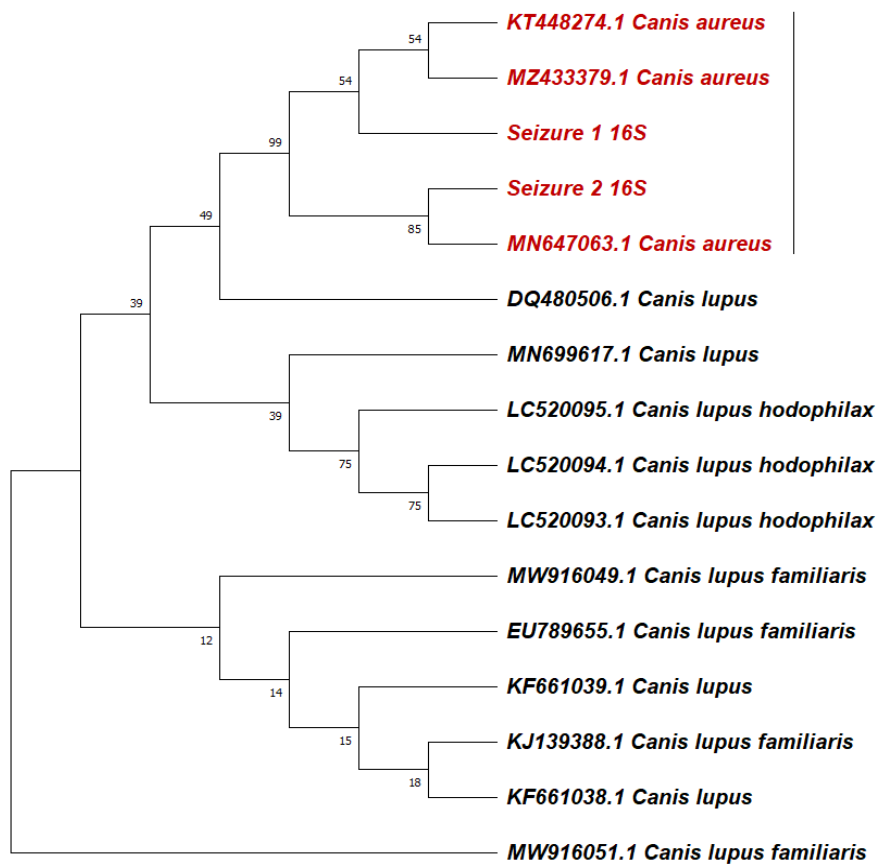 KT448274.1 Canis aureus
54
MZ433379.1 Canis aureus
54
Seizure 1 16S
99
Seizure 2 16S
49
85
MN647063.1 Canis aureus
DQ480506.1 Canis lupus
39
MN699617.1 Canis lupus
39
LC520095.1 Canis lupus hodophilax
75
LC520094.1 Canis lupus hodophilax
75
LC520093.1 Canis lupus hodophilax
MW916049.1 Canis lupus familiaris
12
EU789655.1 Canis lupus familiaris
14
KF661039.1 Canis lupus
15
KJ139388.1 Canis lupus familiaris
18
KF661038.1 Canis lupus
MW916051.1 Canis lupus familiaris